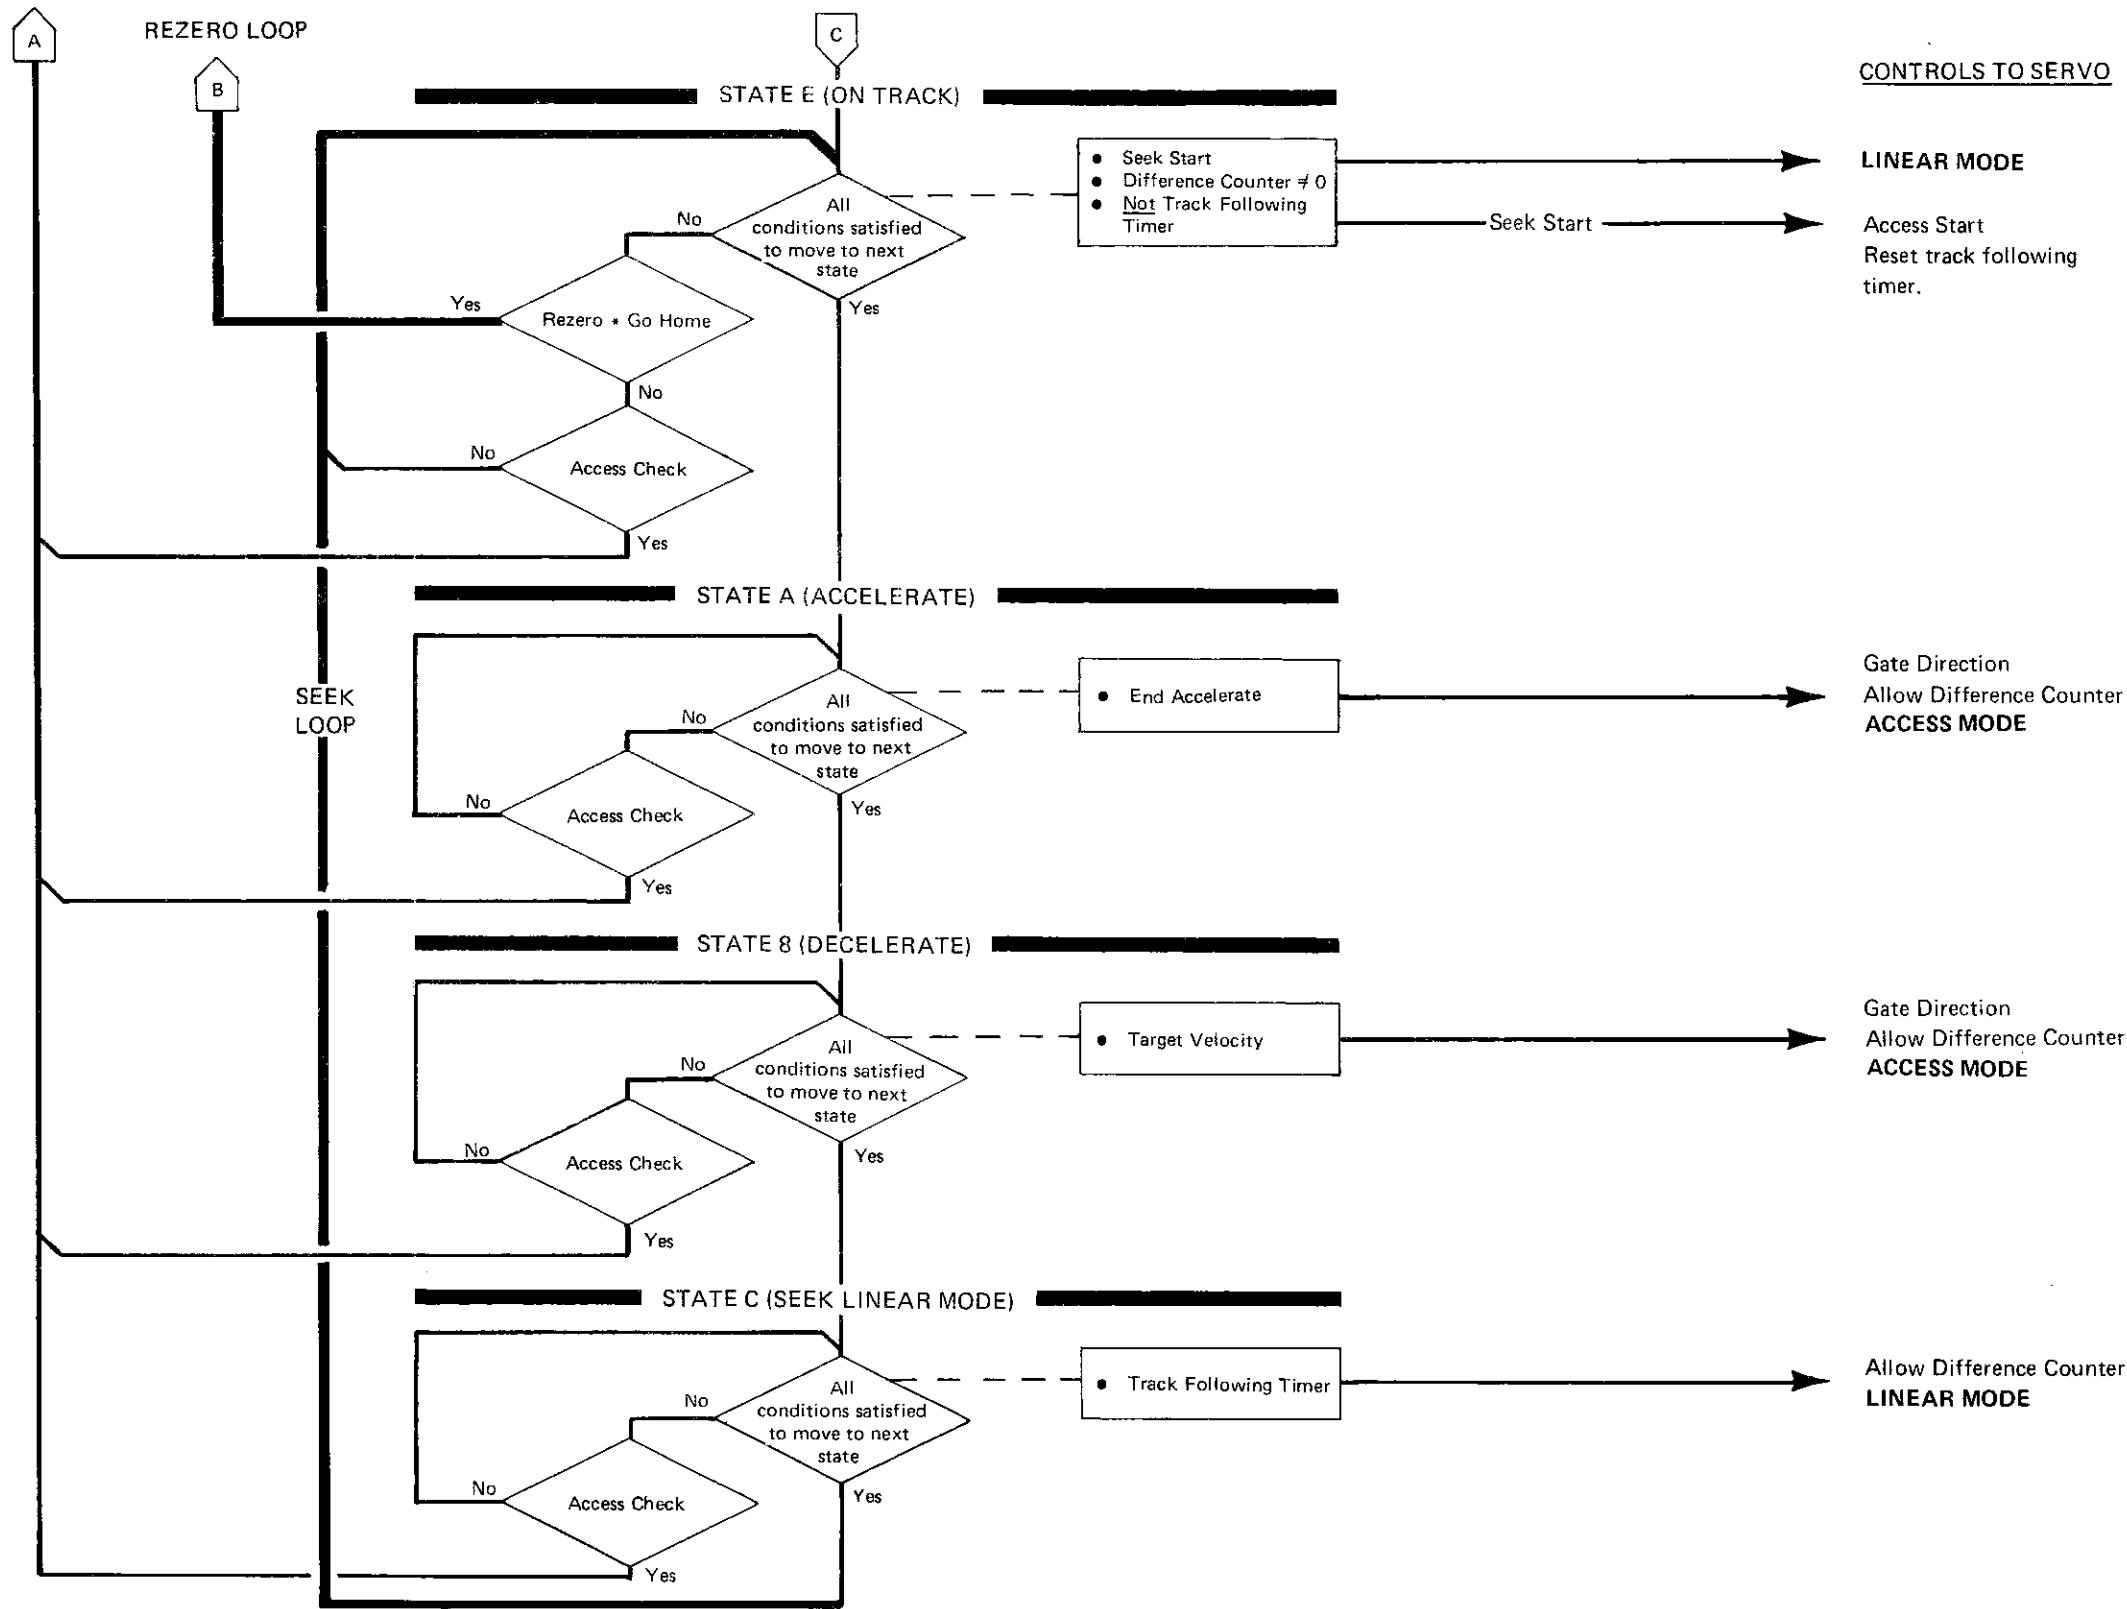 A
REZERO LOOP
B
C
CONTROLS TO SERVO
STATE E (ON TRACK)
All
conditions satisfied
to move to next
state
No
Yes
• Seek Start
• Difference Counter ≠ 0
• Not Track Following
Timer
LINEAR MODE
Seek Start
Access Start
Reset track following
timer.
Rezero * Go Home
Yes
No
Access Check
No
Yes
SEEK
LOOP
STATE A (ACCELERATE)
All
conditions satisfied
to move to next
state
No
Yes
• End Accelerate
Gate Direction
Allow Difference Counter
ACCESS MODE
Access Check
No
Yes
STATE 8 (DECELERATE)
All
conditions satisfied
to move to next
state
No
Yes
• Target Velocity
Gate Direction
Allow Difference Counter
ACCESS MODE
Access Check
No
Yes
STATE C (SEEK LINEAR MODE)
All
conditions satisfied
to move to next
state
No
Yes
• Track Following Timer
Allow Difference Counter
LINEAR MODE
Access Check
No
Yes